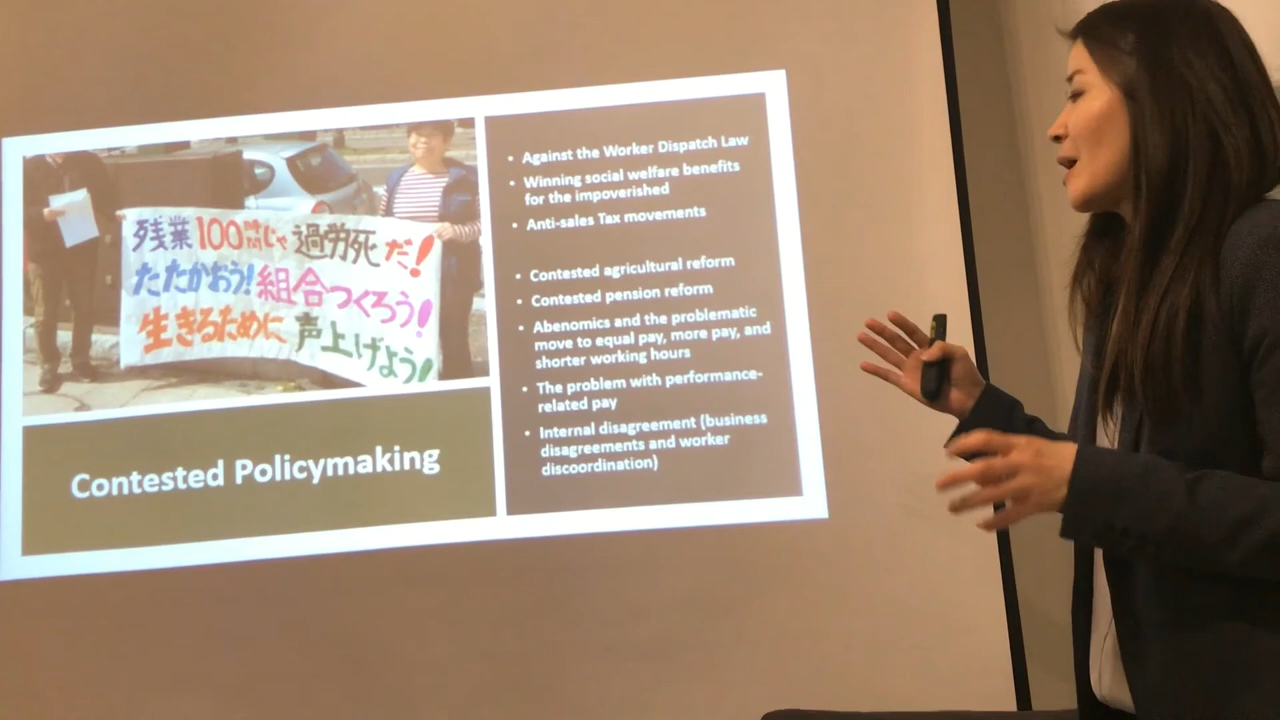 残業100時間じゃ過労死だ!
たたかおう!組合つくろう!
生きるために声上げよう!
Contested Policymaking
• Against the Worker Dispatch Law
• Winning social welfare benefits
for the impoverished
• Anti-sales Tax movements
• Contested agricultural reform
• Contested pension reform
• Abenomics and the problematic
move to equal pay, more pay, and
shorter working hours
• The problem with performance-
related pay
• Internal disagreement (business
disagreements and worker
discoordination)